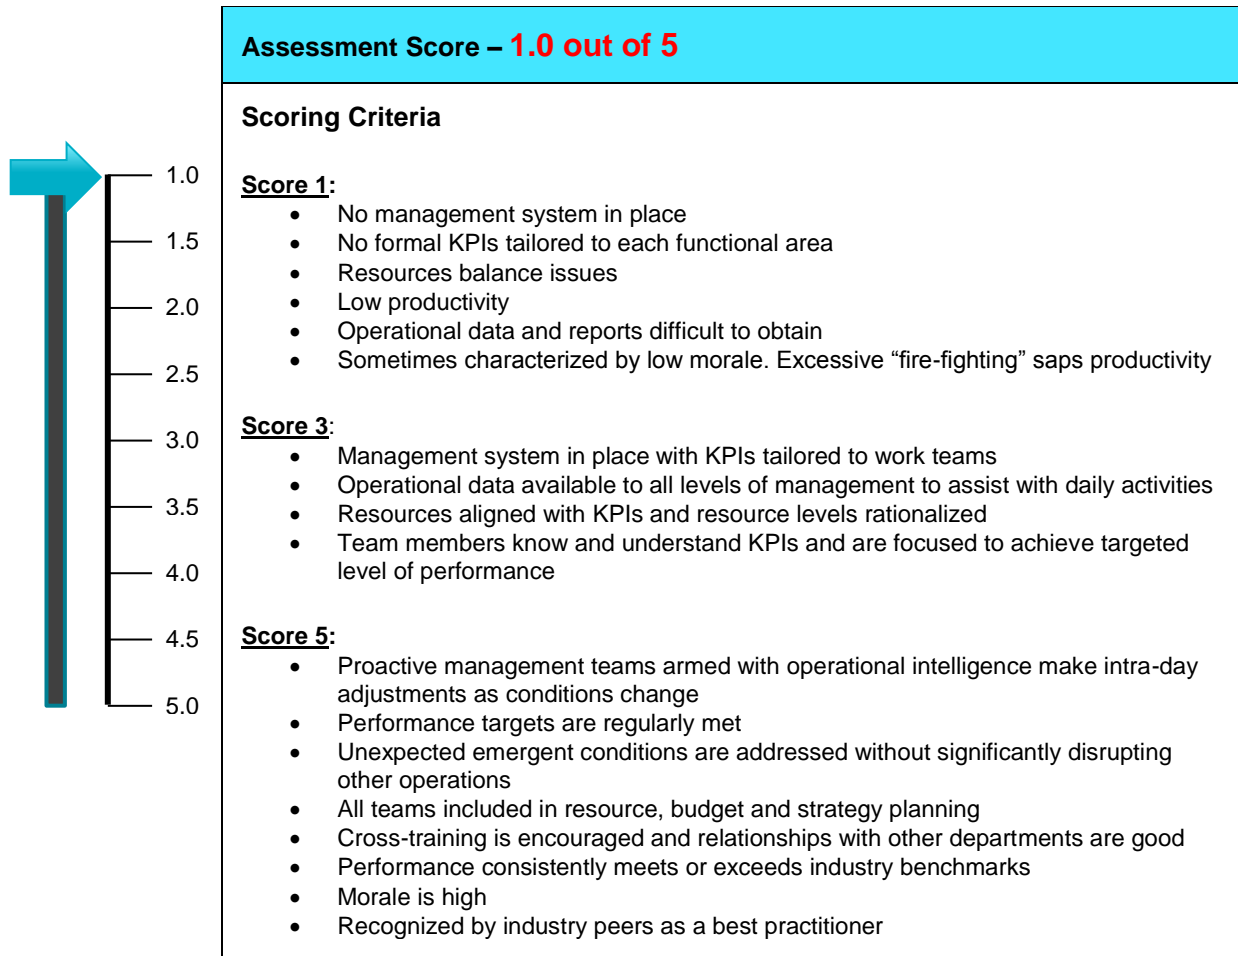 Assessment Score – 1.0 out of 5
Scoring Criteria
1.0
1.5
2.0
2.5
3.0
3.5
4.0
4.5
5.0
Score 1:
• No management system in place
• No formal KPIs tailored to each functional area
• Resources balance issues
• Low productivity
• Operational data and reports difficult to obtain
• Sometimes characterized by low morale. Excessive “fire-fighting” saps productivity
Score 3:
• Management system in place with KPIs tailored to work teams
• Operational data available to all levels of management to assist with daily activities
• Resources aligned with KPIs and resource levels rationalized
• Team members know and understand KPIs and are focused to achieve targeted
level of performance
Score 5:
• Proactive management teams armed with operational intelligence make intra-day
adjustments as conditions change
• Performance targets are regularly met
• Unexpected emergent conditions are addressed without significantly disrupting
other operations
• All teams included in resource, budget and strategy planning
• Cross-training is encouraged and relationships with other departments are good
• Performance consistently meets or exceeds industry benchmarks
• Morale is high
• Recognized by industry peers as a best practitioner